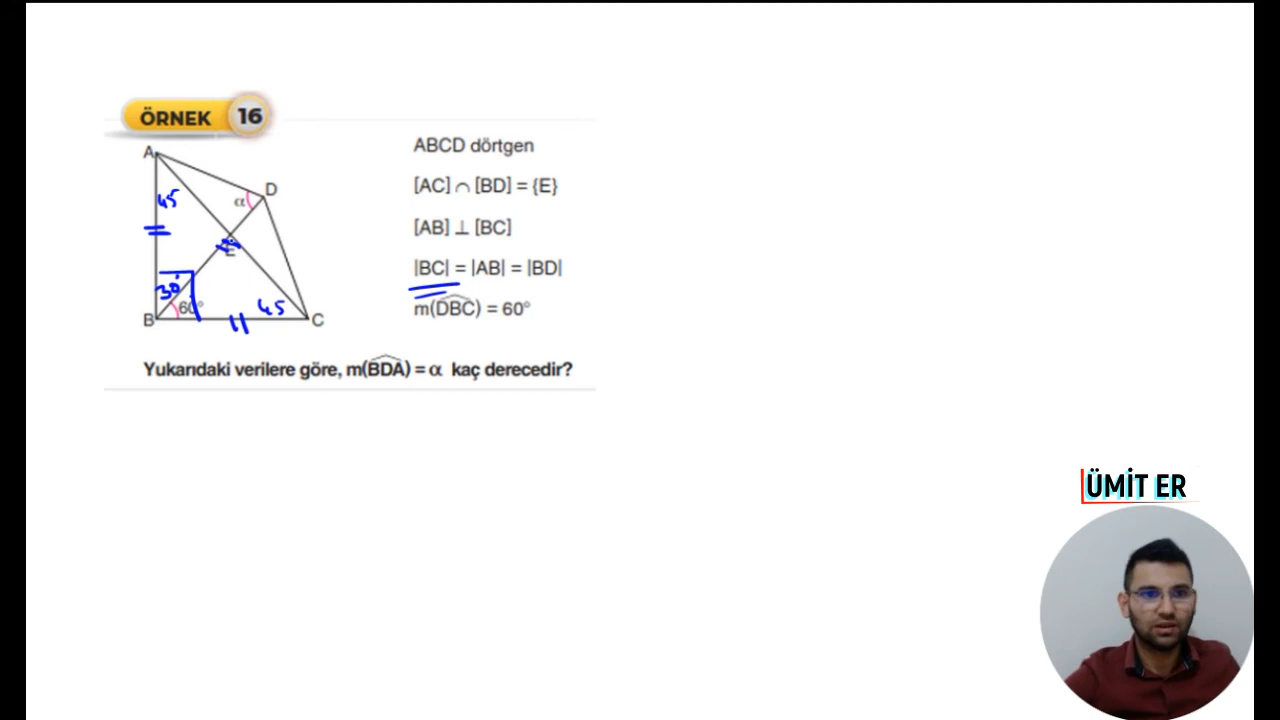 ÖRNEK 16
A
ABCD dörtgen
D
45
α
[AC] ∩ [BD] = {E}
[AB] ⊥ [BC]
E
|BC| = |AB| = |BD|
30
60°
45
m(DBC) = 60°
B
C
Yukarıdaki verilere göre, m(BDA) = α kaç derecedir?
ÜMİT ER